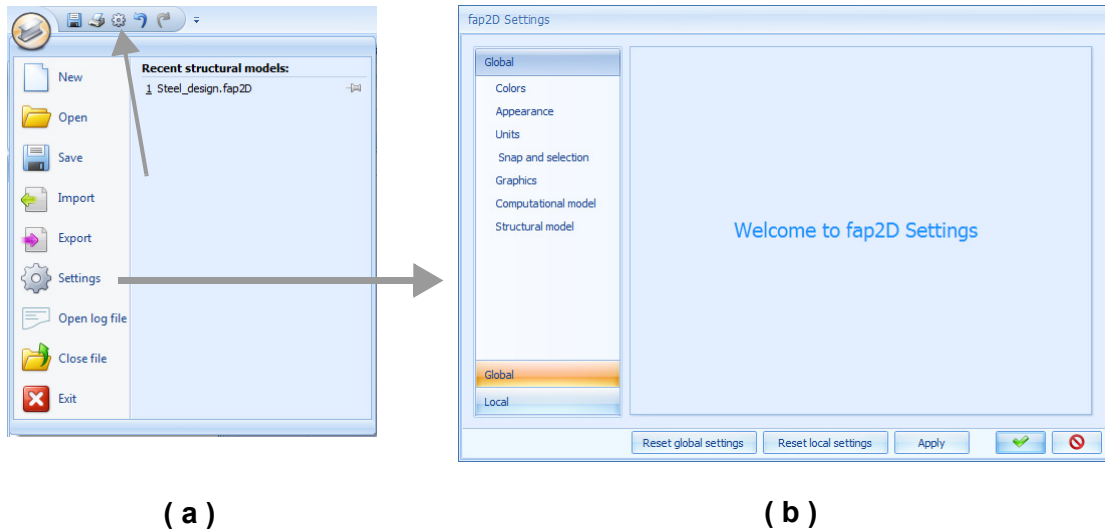 Recent structural models:
1 Steel_design.fap2D
New
Open
Save
Import
Export
Settings
Open log file
Close file
Exit
( a )
fap2D Settings
Global
Colors
Appearance
Units
Snap and selection
Graphics
Computational model
Structural model
Welcome to fap2D Settings
Global
Local
Reset global settings
Reset local settings
Apply
( b )